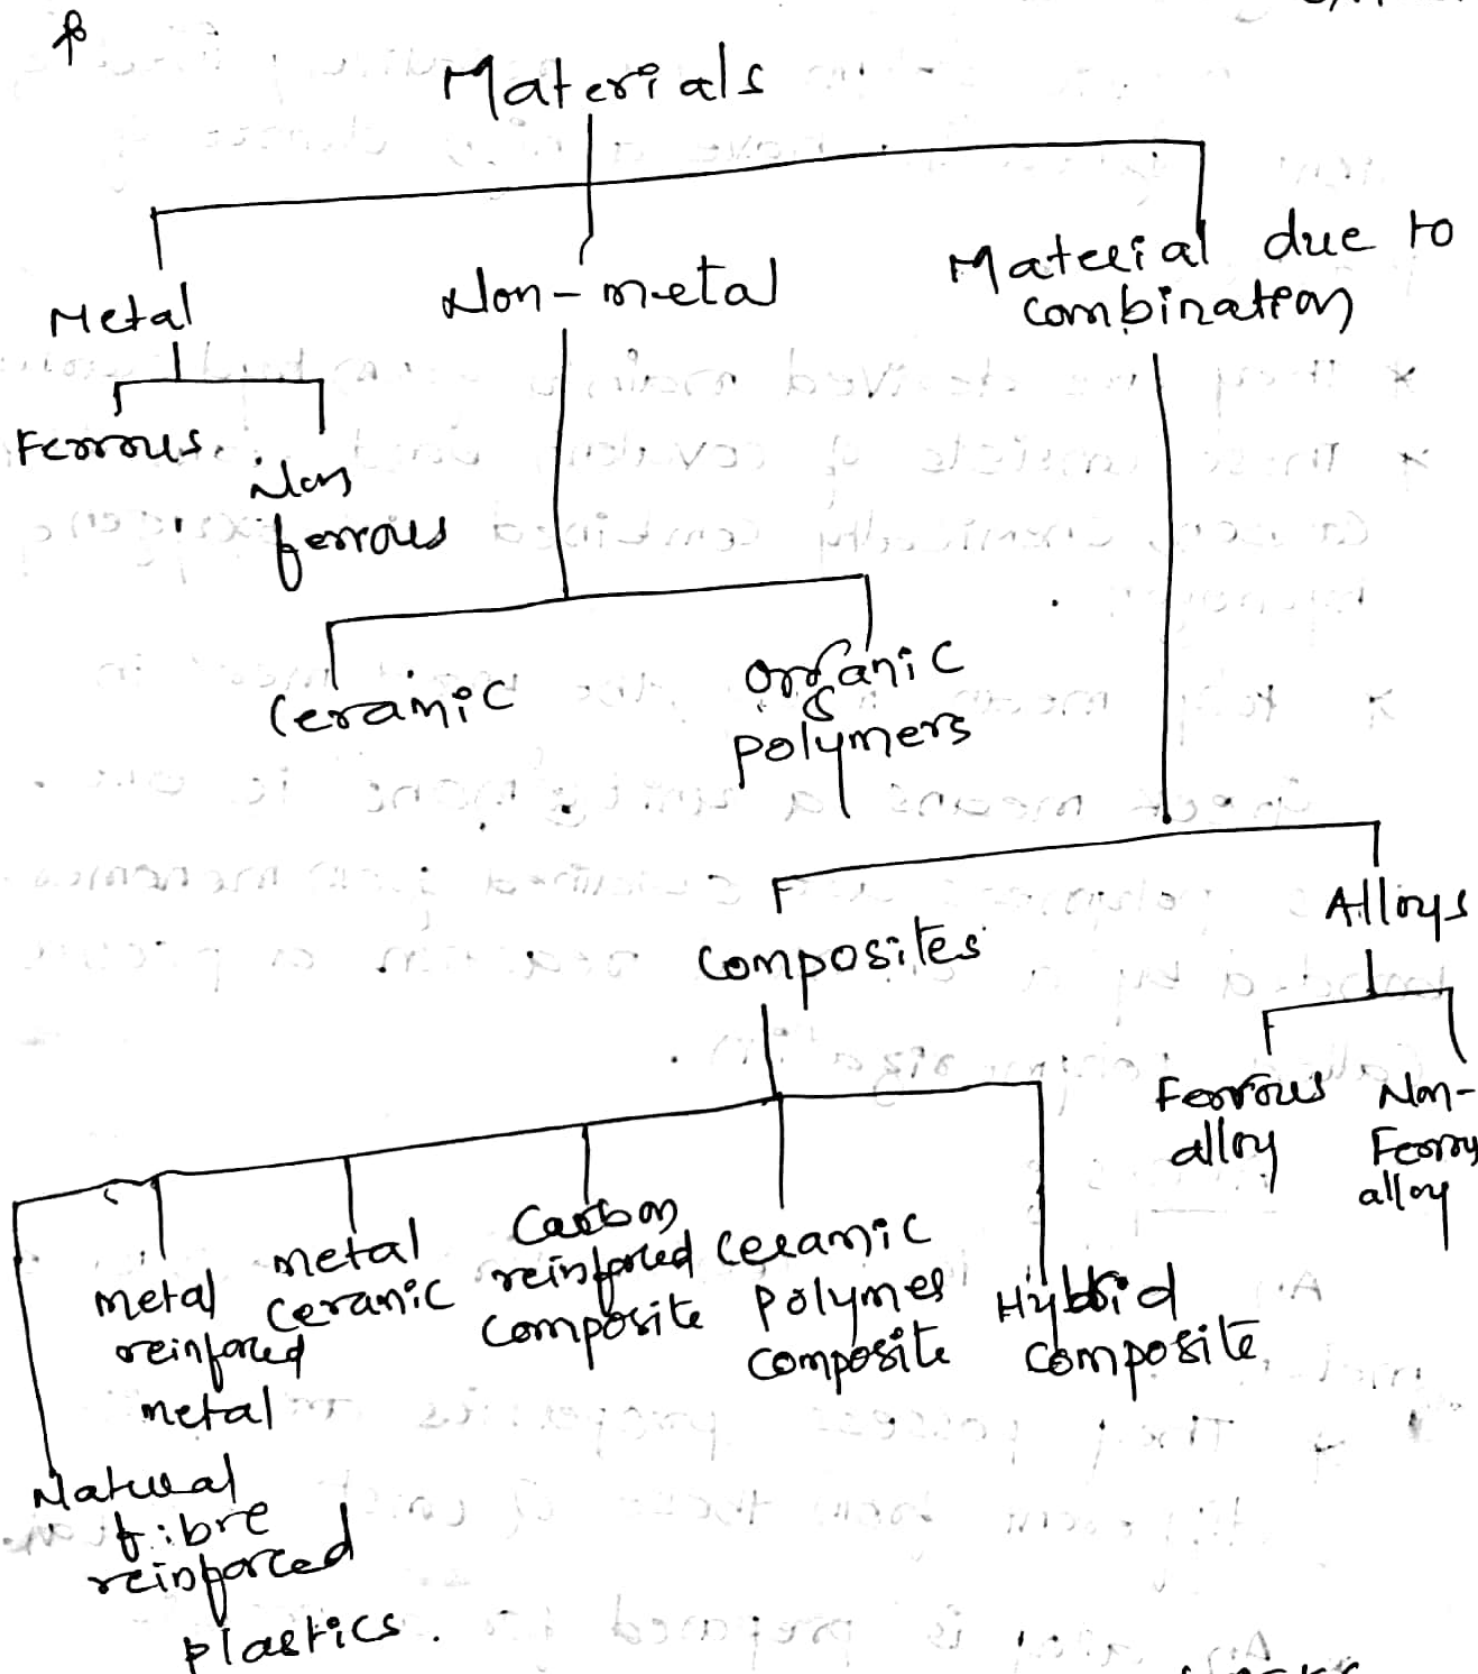 Materials
Metal
Non-metal
Material due to
combination
Ferrous
Non
ferrous
Ceramic
organic
&
polymers
composites
Alloys
Ferrous
alloy
Non-
Ferrous
alloy
metal
reinforced
metal
metal
ceramic
Carbon
reinforced
composite
ceramic
polymer
composite
Hybrid
composite
Natural
fibre
reinforced
plastics.